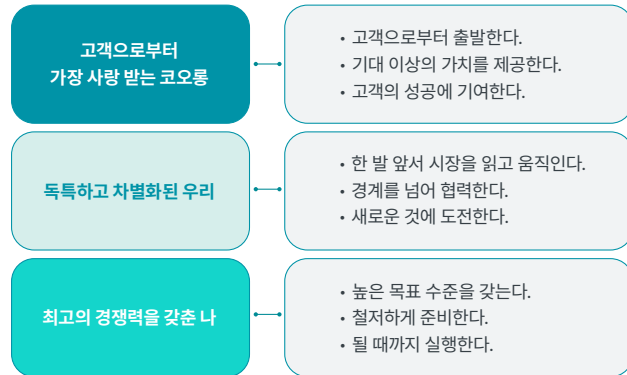 고객으로부터
가장 사랑 받는 코오롱
• 고객으로부터 출발한다.
• 기대 이상의 가치를 제공한다.
• 고객의 성공에 기여한다.
독특하고 차별화된 우리
• 한 발 앞서 시장을 읽고 움직인다.
• 경계를 넘어 협력한다.
• 새로운 것에 도전한다.
최고의 경쟁력을 갖춘 나
• 높은 목표 수준을 갖는다.
• 철저하게 준비한다.
• 될 때까지 실행한다.